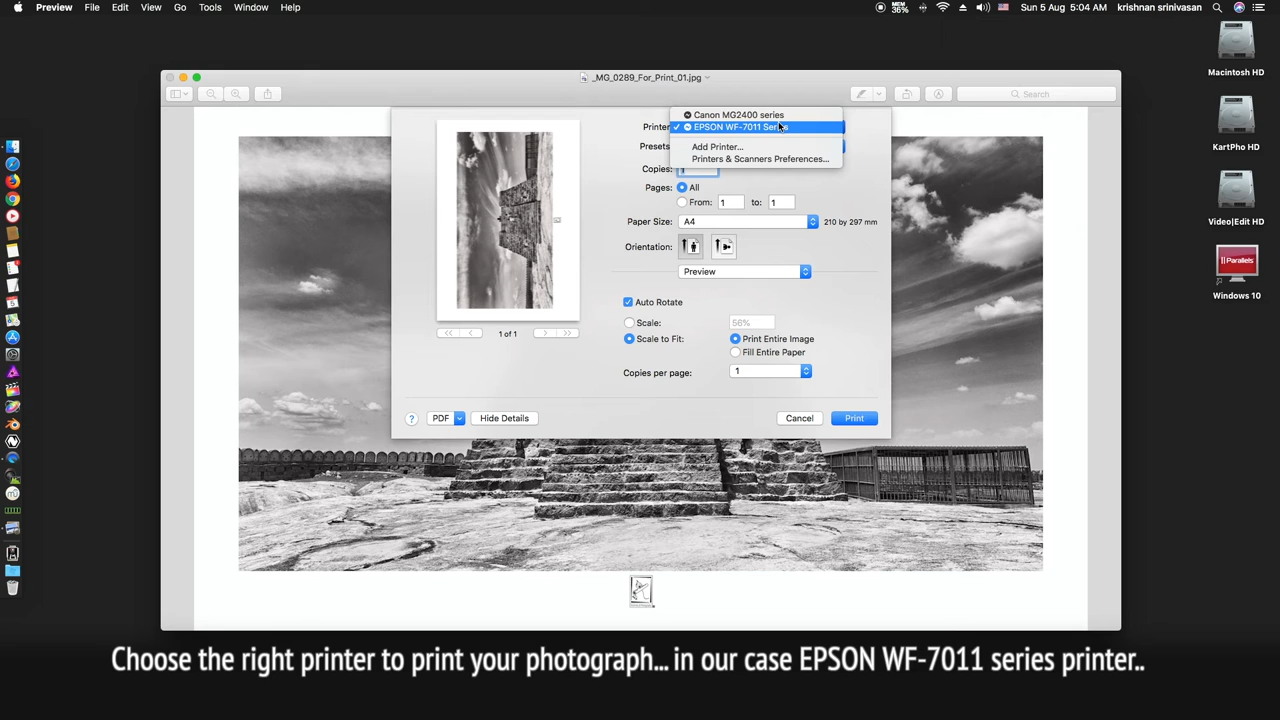 Preview File Edit View Go Tools Window Help
MEM 36% Sun 5 Aug 5:04 AM krishnan srinivasan
Macintosh HD
KartPho HD
Video|Edit HD
|| Parallels
Windows 10
_MG_0289_For_Print_01.jpg
Search
Printer
Canon MG2400 series
✓ EPSON WF-7011 Series
Add Printer...
Printers & Scanners Preferences...
Presets
Copies: 1
Pages: All
From: 1 to: 1
Paper Size: A4 210 by 297 mm
Orientation:
Preview
Auto Rotate
Scale: 56%
Scale to Fit: Print Entire Image
Fill Entire Paper
Copies per page: 1
1 of 1
? PDF Hide Details Cancel Print
Choose the right printer to print your photograph... in our case EPSON WF-7011 series printer..